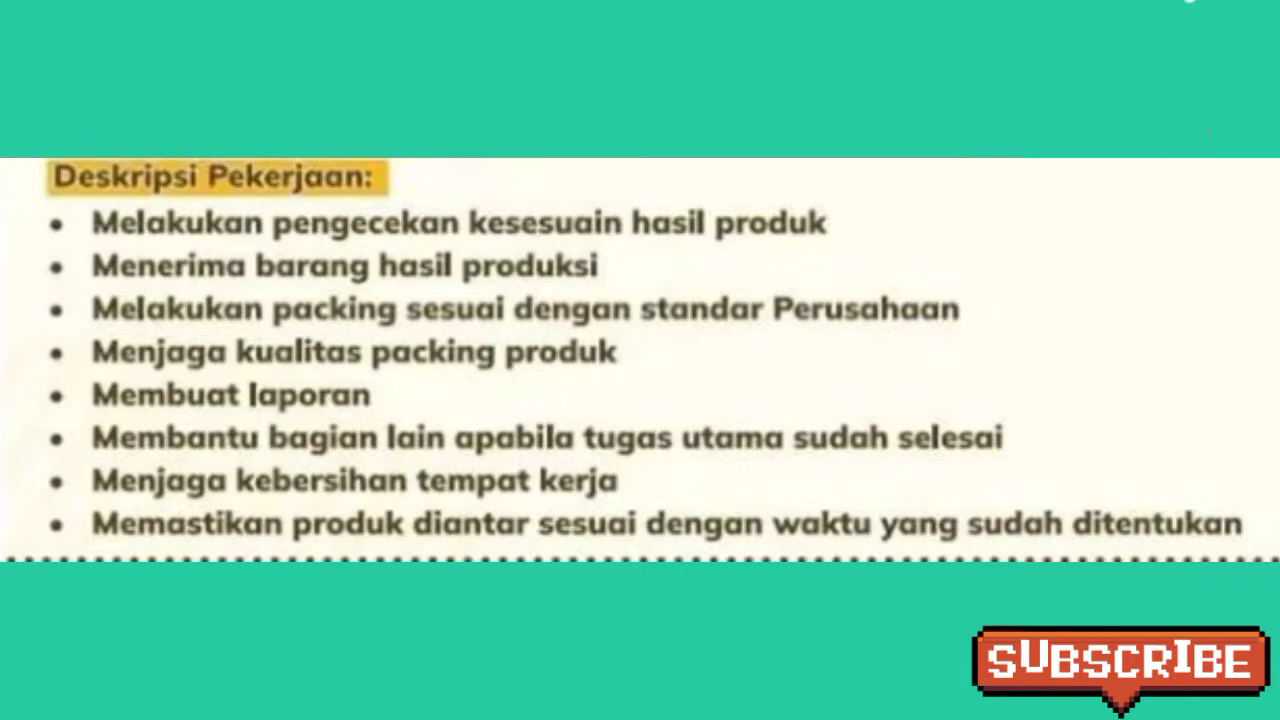 Deskripsi Pekerjaan:
• Melakukan pengecekan kesesuain hasil produk
• Menerima barang hasil produksi
• Melakukan packing sesuai dengan standar Perusahaan
• Menjaga kualitas packing produk
• Membuat laporan
• Membantu bagian lain apabila tugas utama sudah selesai
• Menjaga kebersihan tempat kerja
• Memastikan produk diantar sesuai dengan waktu yang sudah ditentukan
SUBSCRIBE